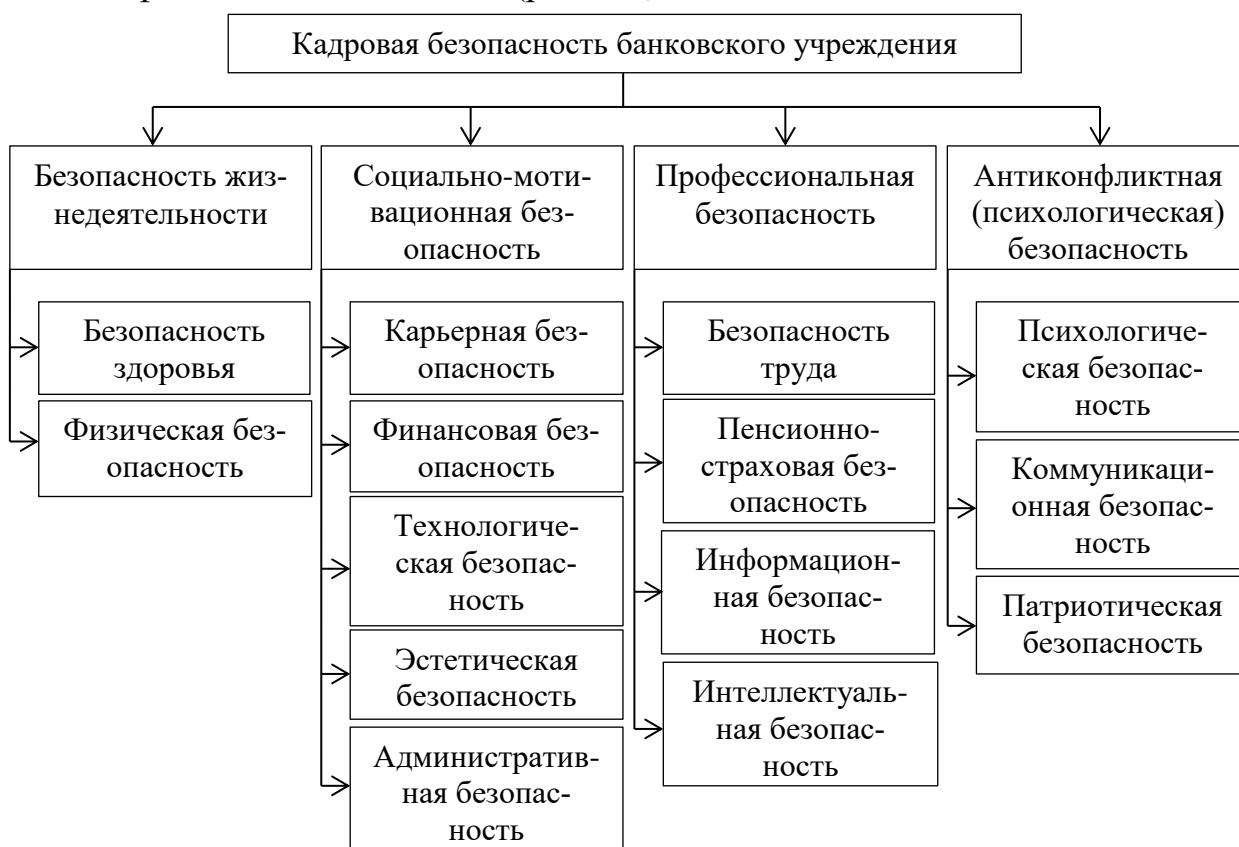 Кадровая безопасность банковского учреждения
Безопасность жиз-
недеятельности
Социально-моти-
вационная без-
опасность
Профессиональная
безопасность
Антиконфликтная
(психологическая)
безопасность
Безопасность
здоровья
Физическая без-
опасность
Карьерная без-
опасность
Финансовая без-
опасность
Технологиче-
ская безопас-
ность
Эстетическая
безопасность
Административ-
ная безопас-
ность
Безопасность
труда
Пенсионно-
страховая без-
опасность
Информацион-
ная безопас-
ность
Интеллектуаль-
ная безопас-
ность
Психологиче-
ская безопас-
ность
Коммуникаци-
онная безопас-
ность
Патриотическая
безопасность